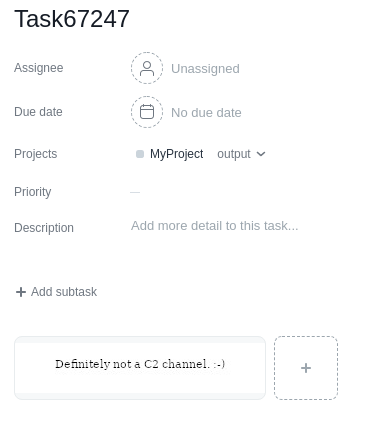 Task67247
Assignee Unassigned
Due date No due date
Projects MyProject output
Priority —
Description Add more detail to this task...
+ Add subtask
Definitely not a C2 channel. :-)
+